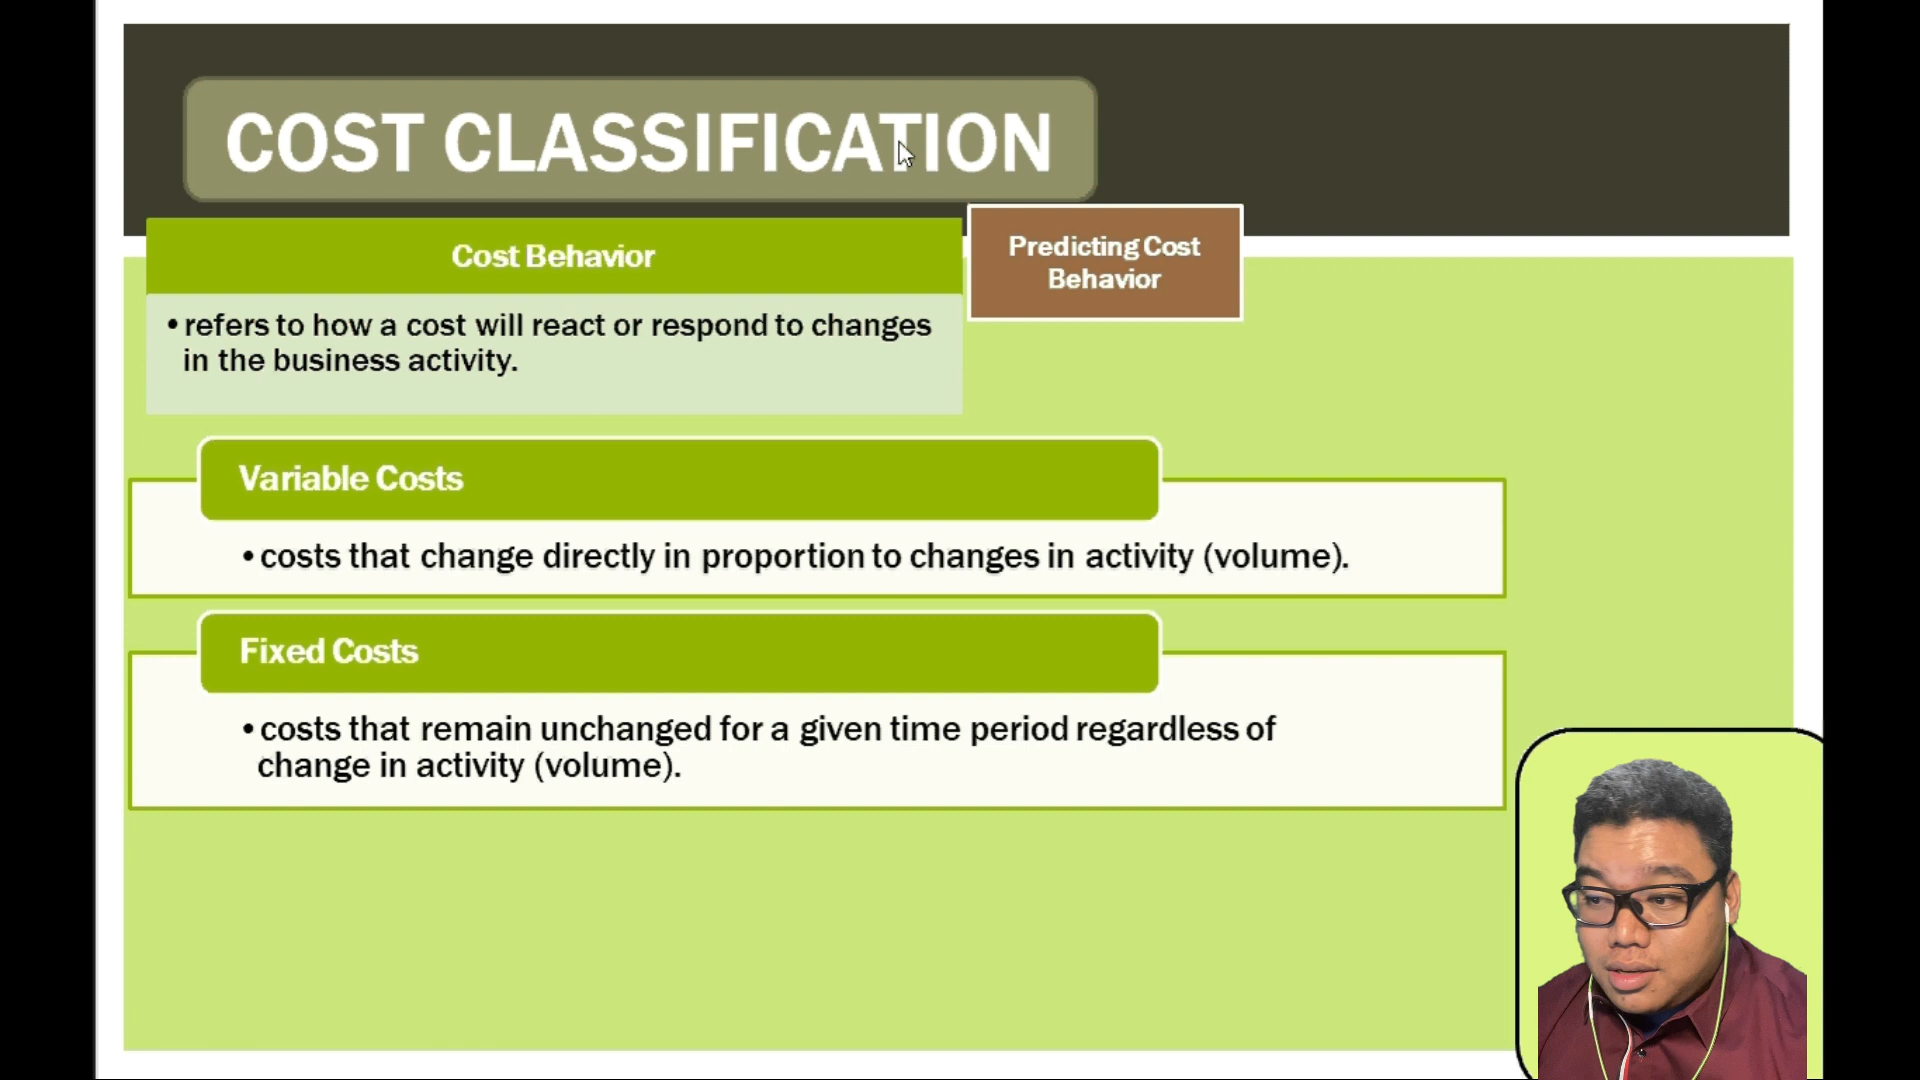 COST CLASSIFICATION
Cost Behavior
Predicting Cost
Behavior
•refers to how a cost will react or respond to changes
in the business activity.
Variable Costs
•costs that change directly in proportion to changes in activity (volume).
Fixed Costs
•costs that remain unchanged for a given time period regardless of
change in activity (volume).